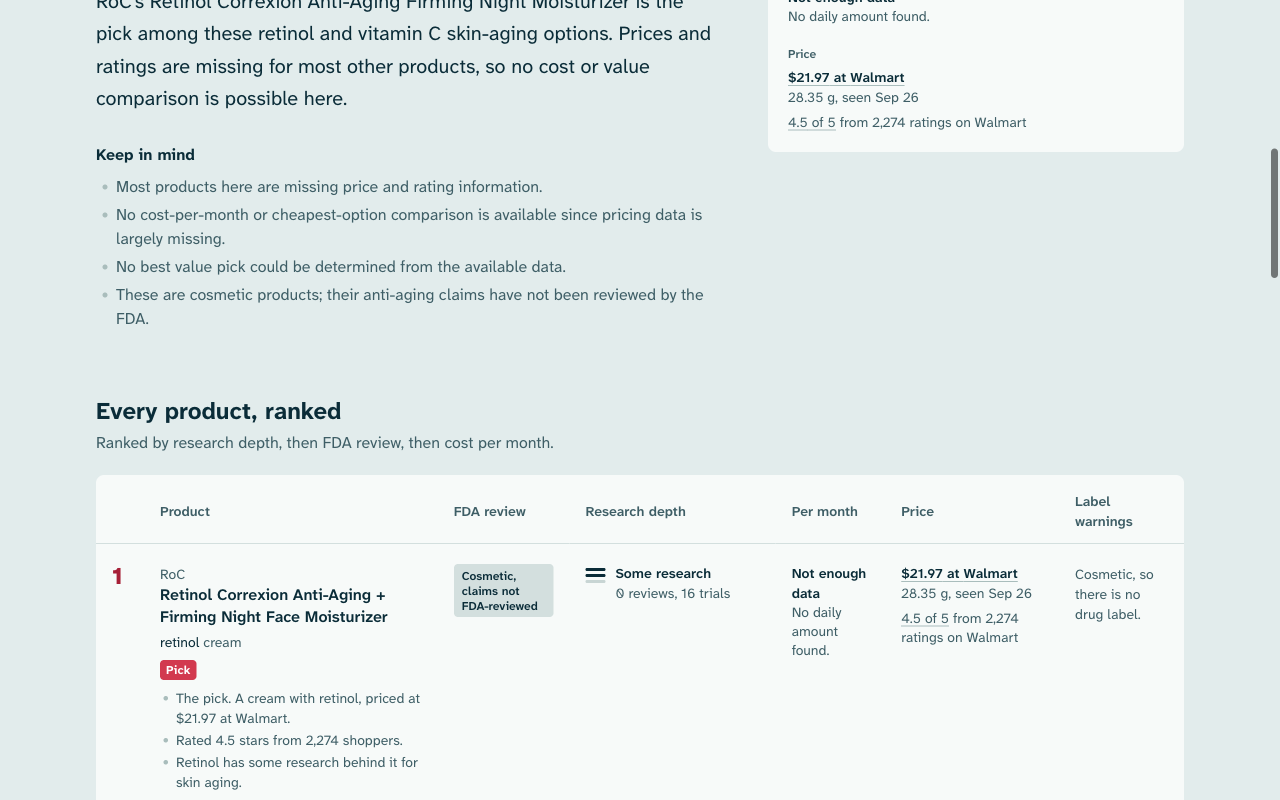 RoC's Retinol Correxion Anti-Aging Firming Night Moisturizer is the
pick among these retinol and vitamin C skin-aging options. Prices and
ratings are missing for most other products, so no cost or value
comparison is possible here.
Keep in mind
Most products here are missing price and rating information.
No cost-per-month or cheapest-option comparison is available since pricing data is
largely missing.
No best value pick could be determined from the available data.
These are cosmetic products; their anti-aging claims have not been reviewed by the
FDA.
Not enough data
No daily amount found.
Price
$21.97 at Walmart
28.35 g, seen Sep 26
4.5 of 5 from 2,274 ratings on Walmart
Every product, ranked
Ranked by research depth, then FDA review, then cost per month.
Product
FDA review
Research depth
Per month
Price
Label
warnings
1
RoC
Retinol Correxion Anti-Aging +
Firming Night Face Moisturizer
retinol cream
Pick
The pick. A cream with retinol, priced at
$21.97 at Walmart.
Rated 4.5 stars from 2,274 shoppers.
Retinol has some research behind it for
skin aging.
Cosmetic,
claims not
FDA-reviewed
Some research
0 reviews, 16 trials
Not enough
data
No daily
amount
found.
$21.97 at Walmart
28.35 g, seen Sep 26
4.5 of 5 from 2,274
ratings on Walmart
Cosmetic, so
there is no
drug label.